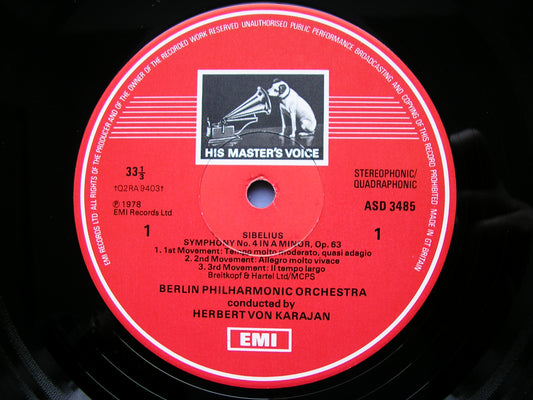 EMI RECORDS LTD ALL RIGHTS OF THE PRODUCER AND OF THE OWNER OF THE RECORDED WORK RESERVED UNAUTHORISED PUBLIC PERFORMANCE BROADCASTING AND COPYING OF THIS RECORD PROHIBITED MADE IN GT BRITAIN
HIS MASTER'S VOICE
33⅓
STEREOPHONIC/
QUADRAPHONIC
†Q2RA 9403†
℗ 1978
EMI Records Ltd
ASD 3485
1
1
SIBELIUS
SYMPHONY No. 4 IN A MINOR, Op. 63
1. 1st Movement: Tempo molto moderato, quasi adagio
2. 2nd Movement: Allegro molto vivace
3. 3rd Movement: Il tempo largo
Breitkopf & Hartel Ltd/MCPS
BERLIN PHILHARMONIC ORCHESTRA
conducted by
HERBERT VON KARAJAN
EMI